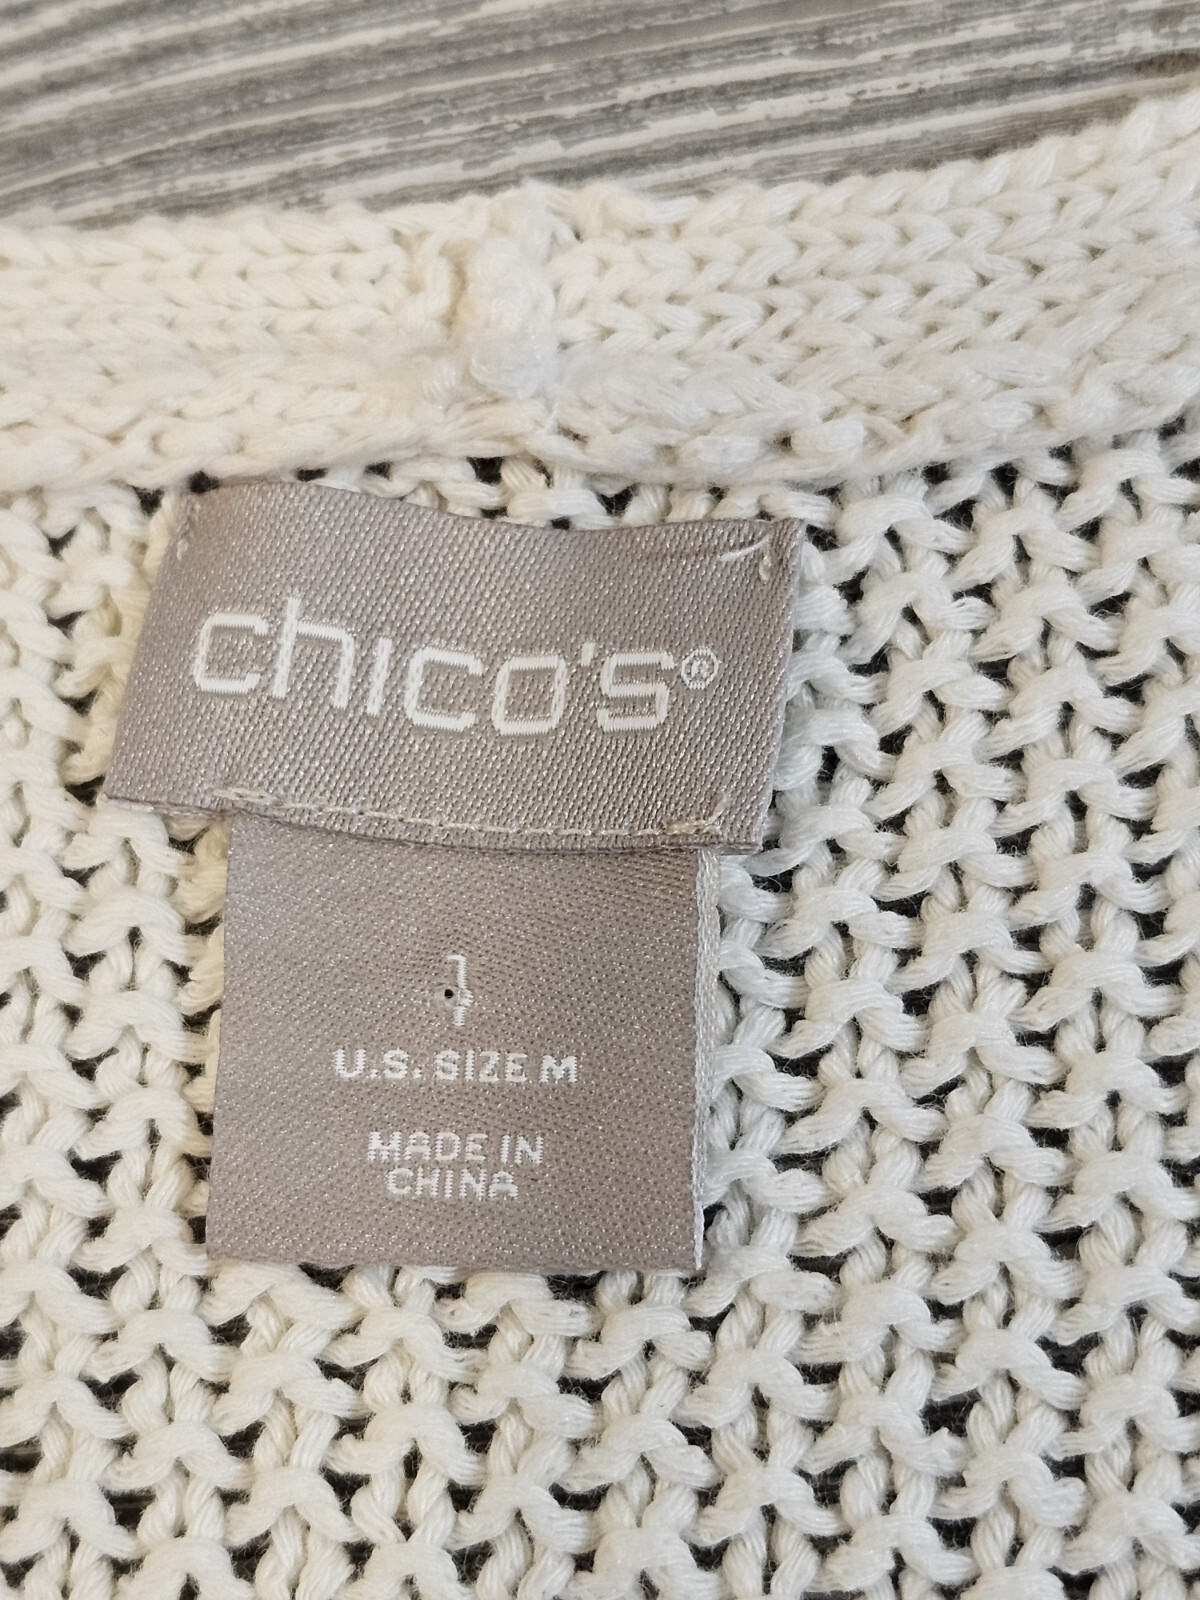 chico's®
1
U.S. SIZE M
MADE IN
CHINA